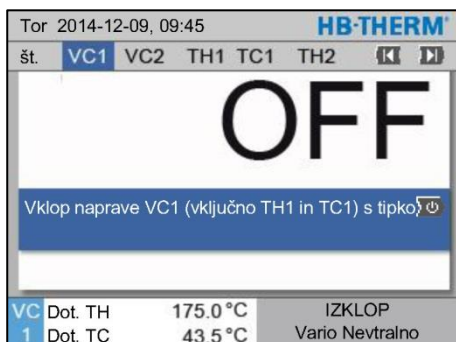 Tor 2014-12-09, 09:45 HB-THERM®
št. VC1 VC2 TH1 TC1 TH2
OFF
Vklop naprave VC1 (vključno TH1 in TC1) s tipko
VC Dot. TH 175.0 °C IZKLOP
1 Dot. TC 43.5 °C Vario Nevtralno